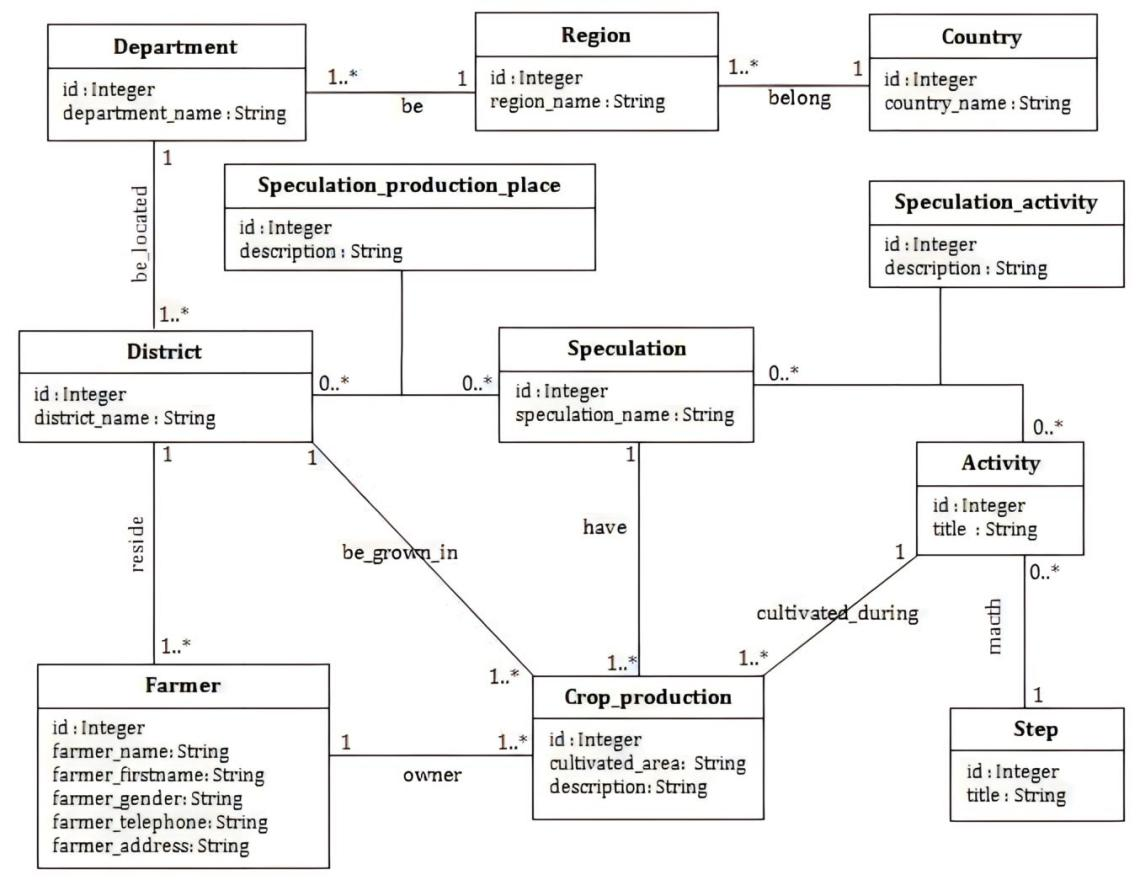 Department
id : Integer
department_name : String
1..*
1
be
Region
id : Integer
region_name : String
1..*
1
belong
Country
id : Integer
country_name : String
1
be_located
1..*
Speculation_production_place
id : Integer
description : String
Speculation_activity
id : Integer
description : String
District
id : Integer
district_name : String
0..*
0..*
Speculation
id : Integer
speculation_name : String
0..*
0..*
Activity
id : Integer
title : String
1
reside
1..*
1
be_grown_in
1..*
1
have
1..*
1
cultivated_during
1..*
0..*
macth
1
Farmer
id : Integer
farmer_name: String
farmer_firstname: String
farmer_gender: String
farmer_telephone: String
farmer_address: String
1
1..*
owner
Crop_production
id : Integer
cultivated_area: String
description: String
Step
id : Integer
title : String